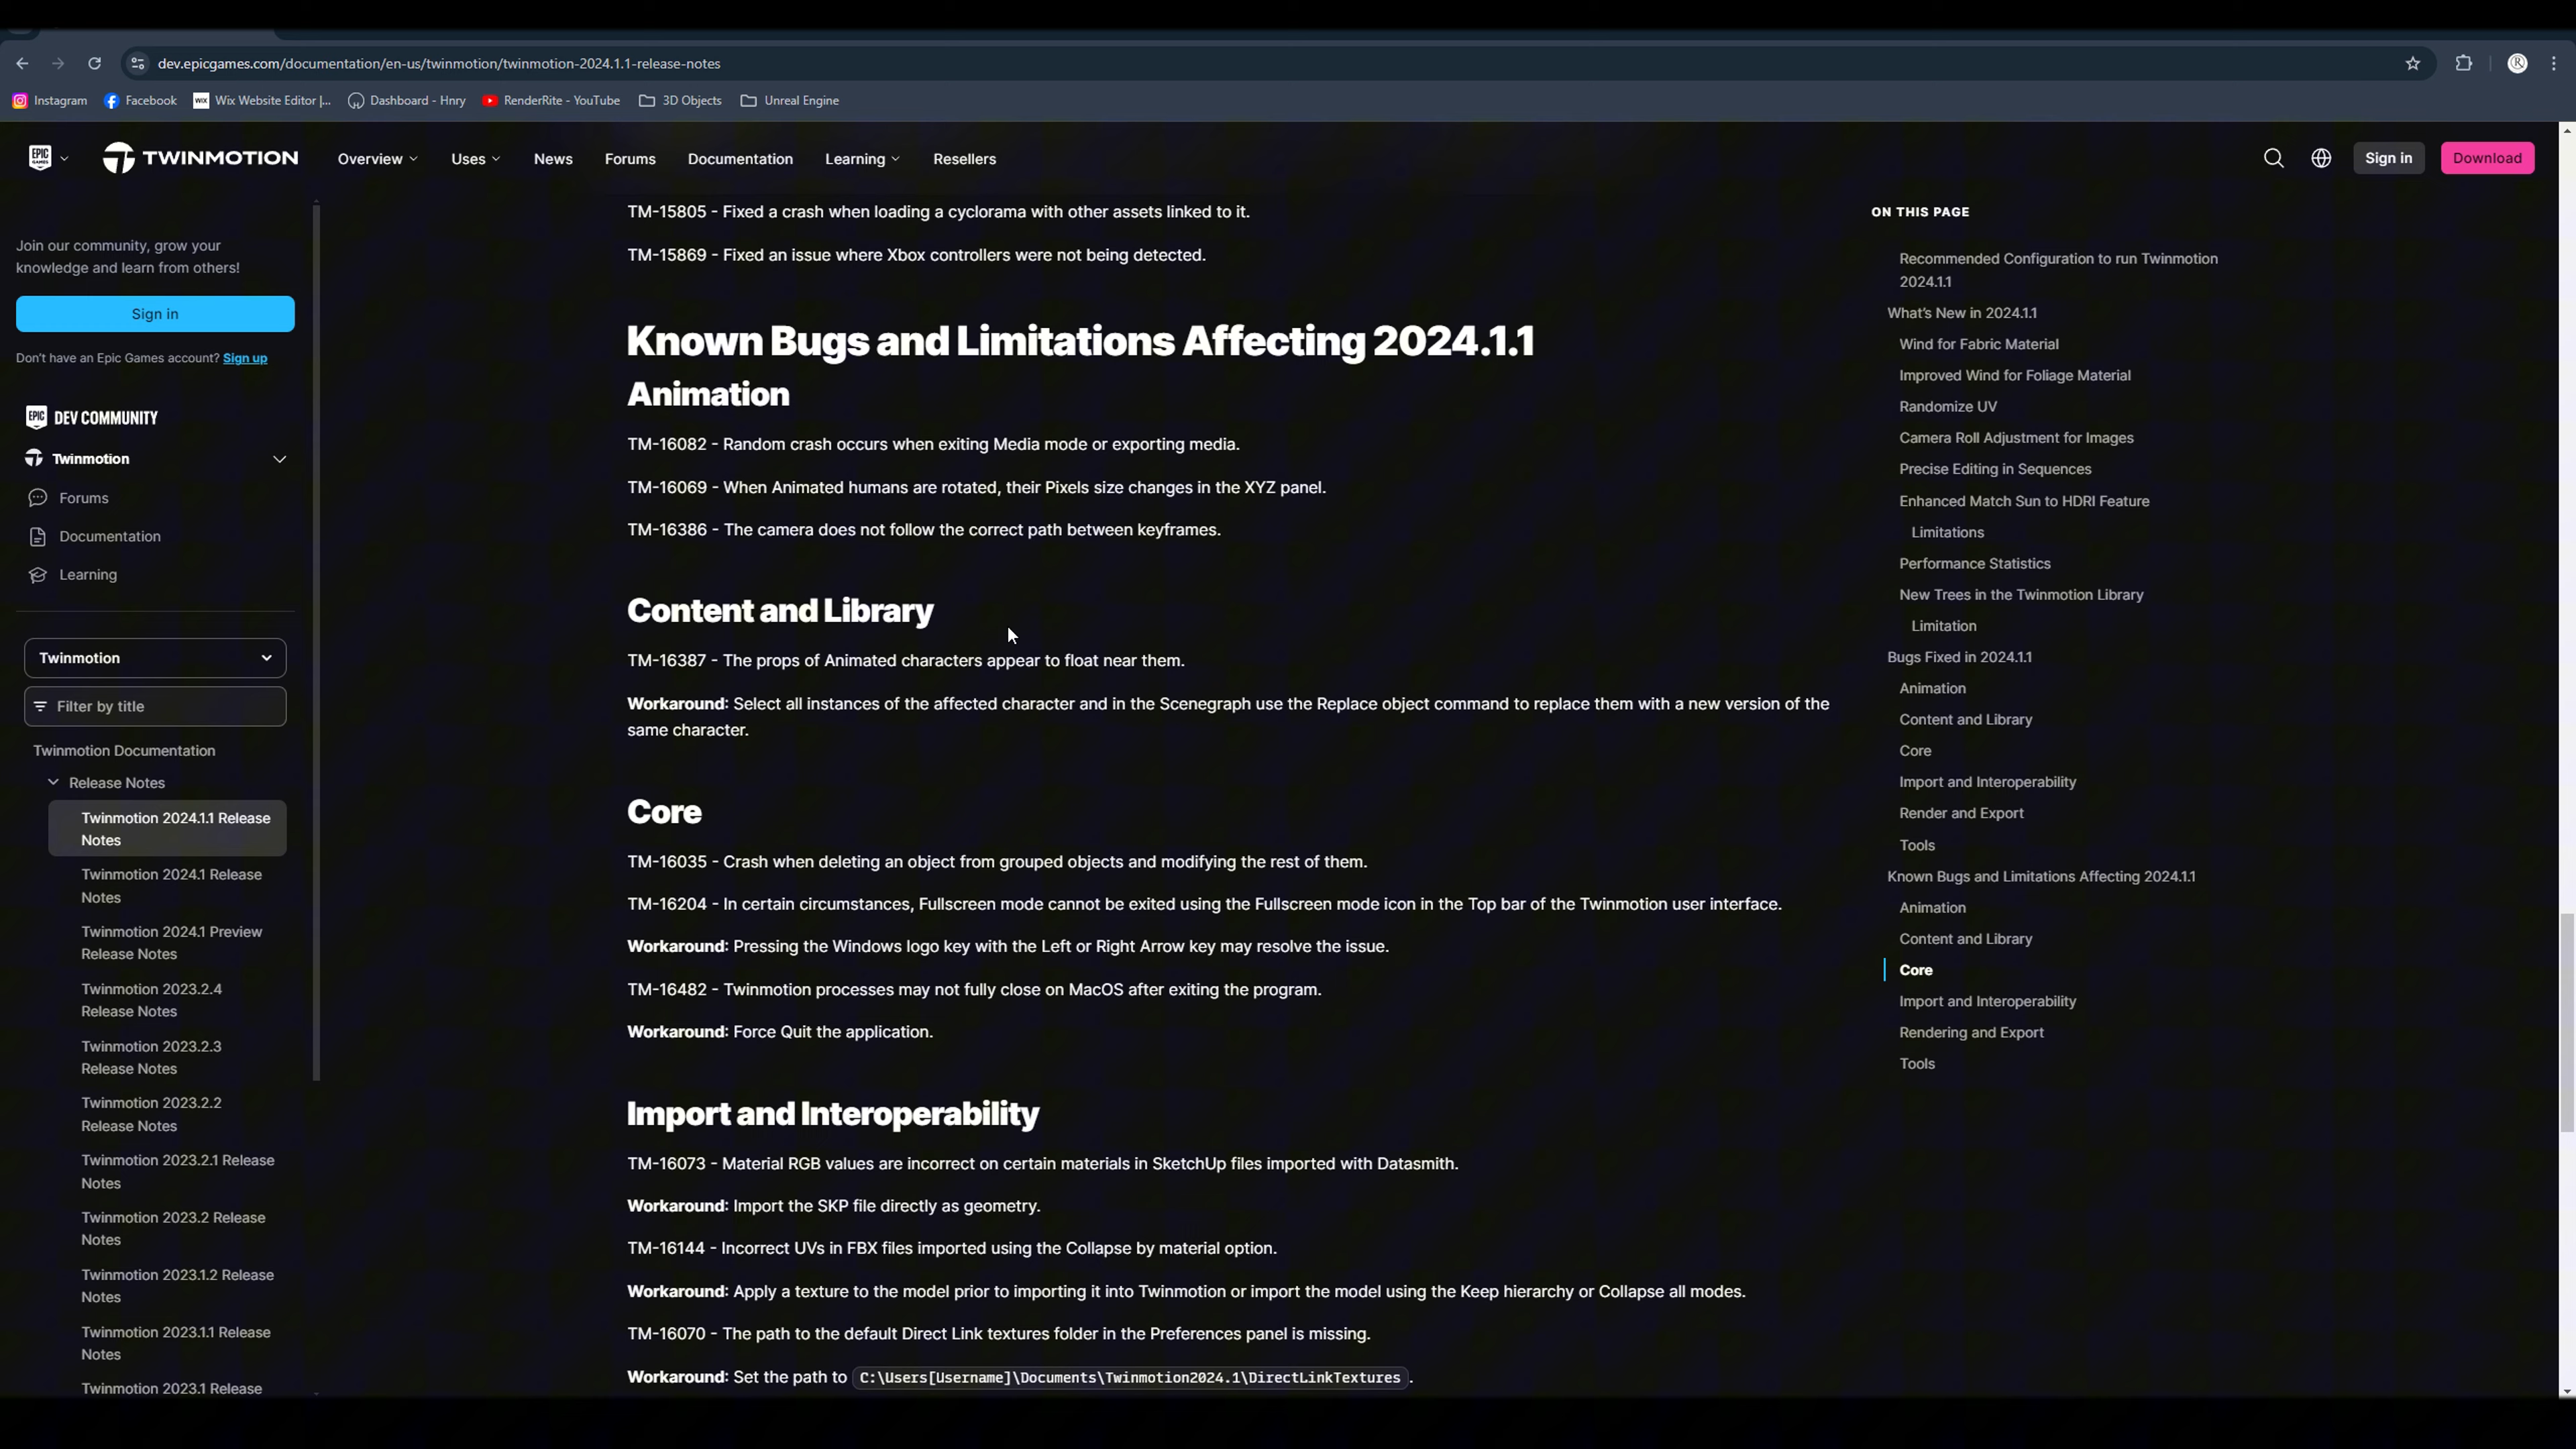 dev.epicgames.com/documentation/en-us/twinmotion/twinmotion-2024.1.1-release-notes
Instagram
Facebook
WIX
Wix Website Editor |...
Dashboard - Hnry
RenderRite - YouTube
3D Objects
Unreal Engine
EPIC GAMES
TWINMOTION
Overview
Uses
News
Forums
Documentation
Learning
Resellers
Sign in
Download
Join our community, grow your
knowledge and learn from others!
Sign in
Don't have an Epic Games account? Sign up
EPIC DEV COMMUNITY
Twinmotion
Forums
Documentation
Learning
Twinmotion
Filter by title
Twinmotion Documentation
Release Notes
Twinmotion 2024.1.1 Release
Notes
Twinmotion 2024.1 Release
Notes
Twinmotion 2024.1 Preview
Release Notes
Twinmotion 2023.2.4
Release Notes
Twinmotion 2023.2.3
Release Notes
Twinmotion 2023.2.2
Release Notes
Twinmotion 2023.2.1 Release
Notes
Twinmotion 2023.2 Release
Notes
Twinmotion 2023.1.2 Release
Notes
Twinmotion 2023.1.1 Release
Notes
Twinmotion 2023.1 Release
TM-15805 - Fixed a crash when loading a cyclorama with other assets linked to it.
TM-15869 - Fixed an issue where Xbox controllers were not being detected.
Known Bugs and Limitations Affecting 2024.1.1
Animation
TM-16082 - Random crash occurs when exiting Media mode or exporting media.
TM-16069 - When Animated humans are rotated, their Pixels size changes in the XYZ panel.
TM-16386 - The camera does not follow the correct path between keyframes.
Content and Library
TM-16387 - The props of Animated characters appear to float near them.
Workaround: Select all instances of the affected character and in the Scenegraph use the Replace object command to replace them with a new version of the
same character.
Core
TM-16035 - Crash when deleting an object from grouped objects and modifying the rest of them.
TM-16204 - In certain circumstances, Fullscreen mode cannot be exited using the Fullscreen mode icon in the Top bar of the Twinmotion user interface.
Workaround: Pressing the Windows logo key with the Left or Right Arrow key may resolve the issue.
TM-16482 - Twinmotion processes may not fully close on MacOS after exiting the program.
Workaround: Force Quit the application.
Import and Interoperability
TM-16073 - Material RGB values are incorrect on certain materials in SketchUp files imported with Datasmith.
Workaround: Import the SKP file directly as geometry.
TM-16144 - Incorrect UVs in FBX files imported using the Collapse by material option.
Workaround: Apply a texture to the model prior to importing it into Twinmotion or import the model using the Keep hierarchy or Collapse all modes.
TM-16070 - The path to the default Direct Link textures folder in the Preferences panel is missing.
Workaround: Set the path to C:\Users[Username]\Documents\Twinmotion2024.1\DirectLinkTextures.
ON THIS PAGE
Recommended Configuration to run Twinmotion
2024.1.1
What's New in 2024.1.1
Wind for Fabric Material
Improved Wind for Foliage Material
Randomize UV
Camera Roll Adjustment for Images
Precise Editing in Sequences
Enhanced Match Sun to HDRI Feature
Limitations
Performance Statistics
New Trees in the Twinmotion Library
Limitation
Bugs Fixed in 2024.1.1
Animation
Content and Library
Core
Import and Interoperability
Render and Export
Tools
Known Bugs and Limitations Affecting 2024.1.1
Animation
Content and Library
Core
Import and Interoperability
Rendering and Export
Tools